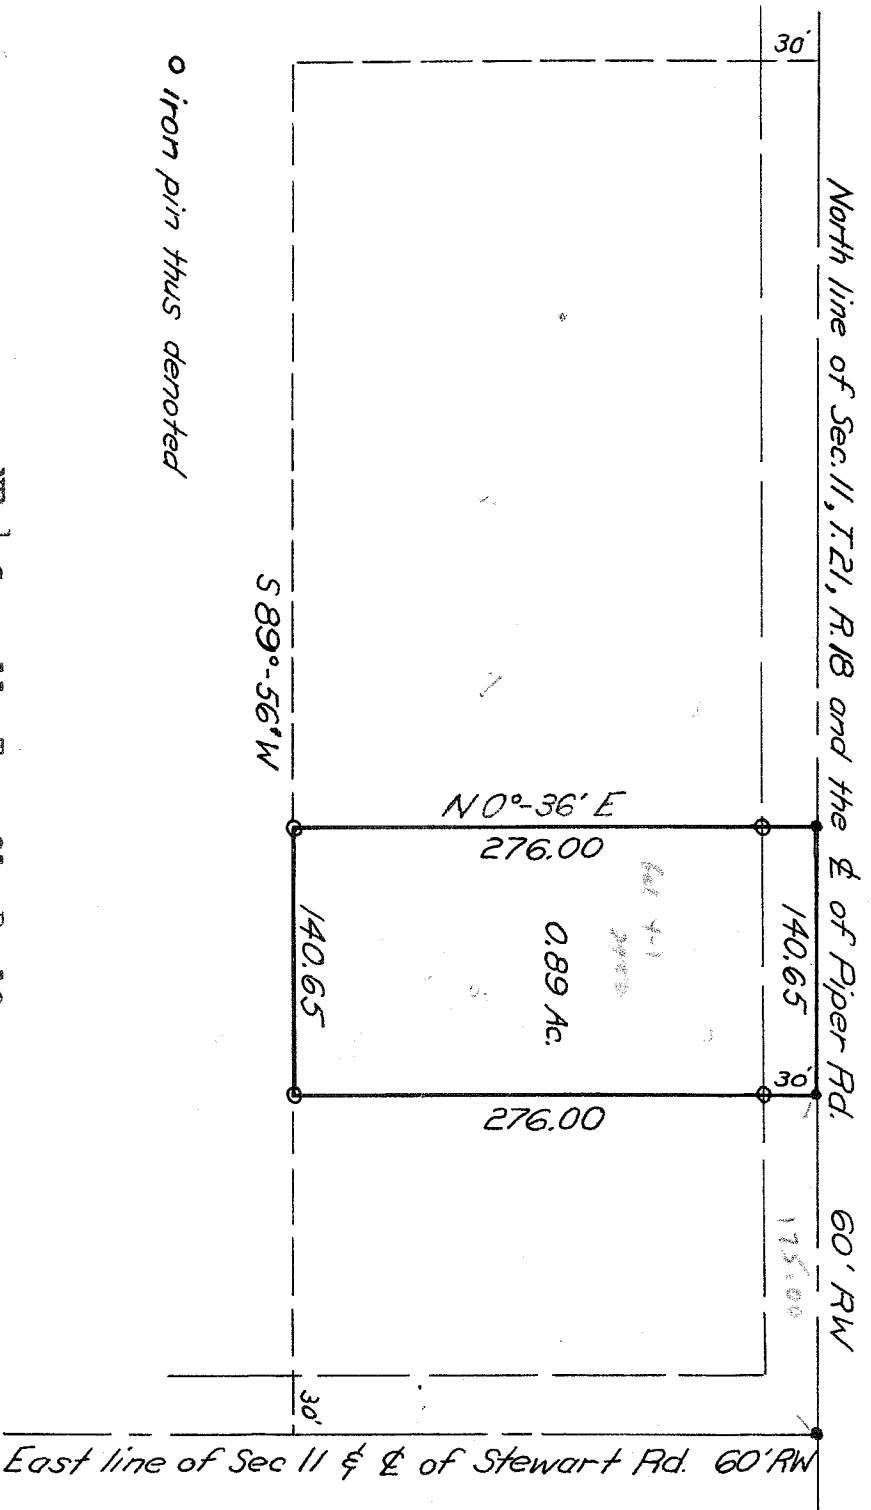 30'
North line of Sec. 11, T.21, R.18 and the ℄ of Piper Rd. 60' RW
o iron pin thus denoted
S 89°-56' W
N 0°-36' E
276.00
140.65
0.89 Ac.
140.65
30'
276.00
175.00
30'
East line of Sec 11 & ℄ of Stewart Rd. 60' RW